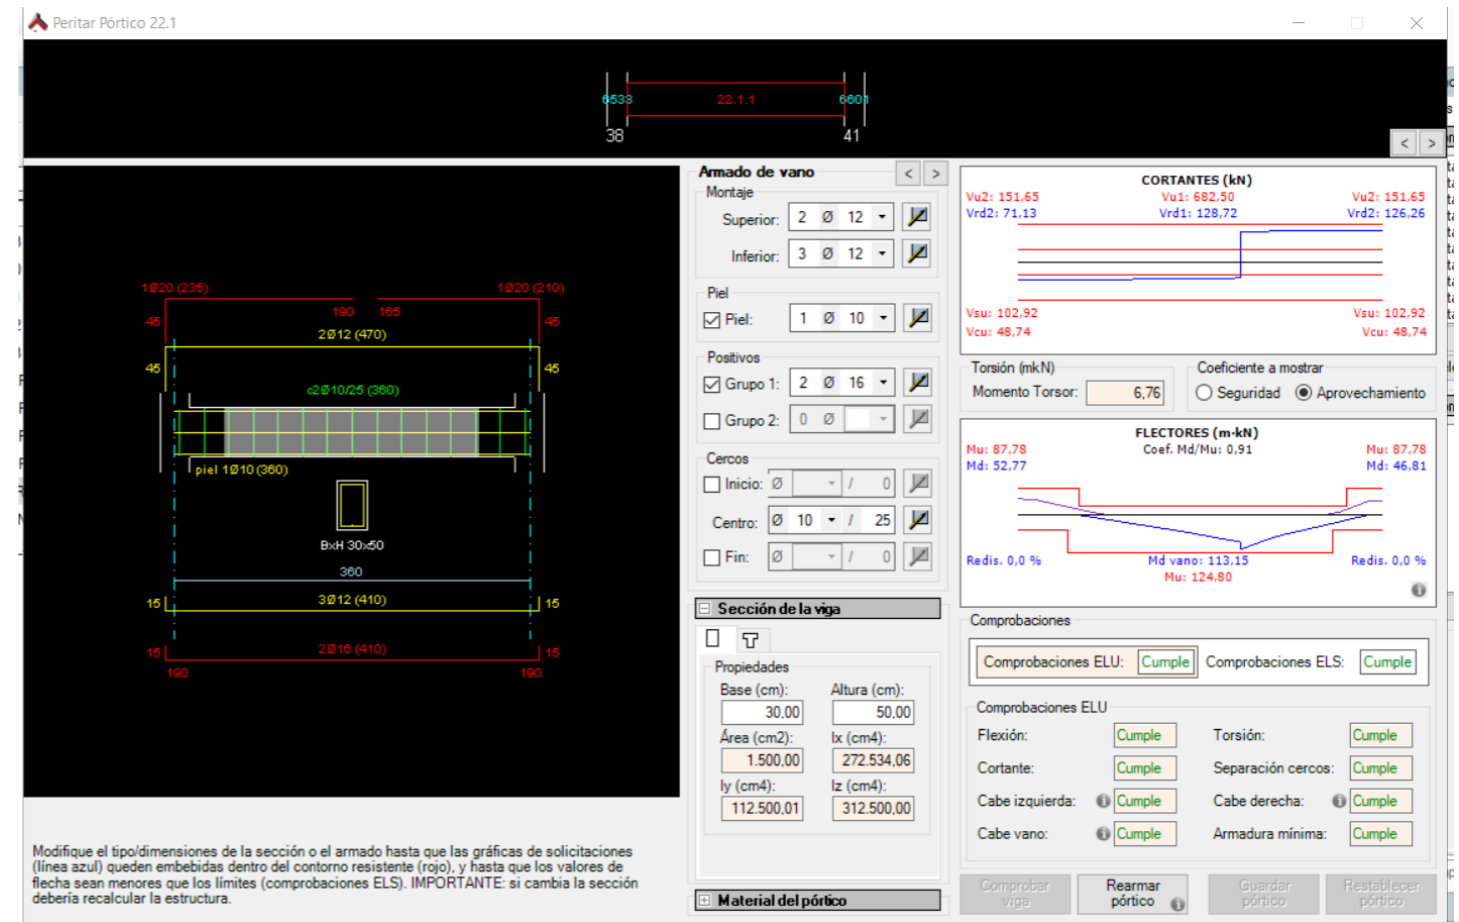 Peritar Pórtico 22.1
6533 22.1.1 6601
38 41
< >
1Ø20 (235) 1Ø20 (210)
190 165
45 45
2Ø12 (470)
45 45
c2Ø10/25 (360)
piel 1Ø10 (360)
BxH 30x50
360
3Ø12 (410)
15 15
2Ø16 (410)
15 15
190 190
Modifique el tipo/dimensiones de la sección o el armado hasta que las gráficas de solicitaciones
(línea azul) queden embebidas dentro del contorno resistente (rojo), y hasta que los valores de
flecha sean menores que los límites (comprobaciones ELS). IMPORTANTE: si cambia la sección
debería recalcular la estructura.
Armado de vano < >
Montaje
Superior: 2 Ø 12
Inferior: 3 Ø 12
Piel
Piel: 1 Ø 10
Positivos
Grupo 1: 2 Ø 16
Grupo 2: 0 Ø
Cercos
Inicio: Ø / 0
Centro: Ø 10 / 25
Fin: Ø / 0
Sección de la viga
Propiedades
Base (cm): Altura (cm):
30,00 50,00
Área (cm2): Ix (cm4):
1.500,00 272.534,06
Iy (cm4): Iz (cm4):
112.500,01 312.500,00
Material del pórtico
CORTANTES (kN)
Vu2: 151,65 Vu1: 682,50 Vu2: 151,65
Vrd2: 71,13 Vrd1: 128,72 Vrd2: 126,26
Vsu: 102,92 Vsu: 102,92
Vcu: 48,74 Vcu: 48,74
Torsión (mkN)
Momento Torsor: 6,76
Coeficiente a mostrar
Seguridad Aprovechamiento
FLECTORES (m·kN)
Mu: 87,78 Coef. Md/Mu: 0,91 Mu: 87,78
Md: 52,77 Md: 46,81
Redis. 0,0 % Md vano: 113,15 Redis. 0,0 %
Mu: 124,80
Comprobaciones
Comprobaciones ELU: Cumple Comprobaciones ELS: Cumple
Comprobaciones ELU
Flexión: Cumple Torsión: Cumple
Cortante: Cumple Separación cercos: Cumple
Cabe izquierda: Cumple Cabe derecha: Cumple
Cabe vano: Cumple Armadura mínima: Cumple
Comprobar viga
Rearmar pórtico
Guardar pórtico
Restablecer pórtico